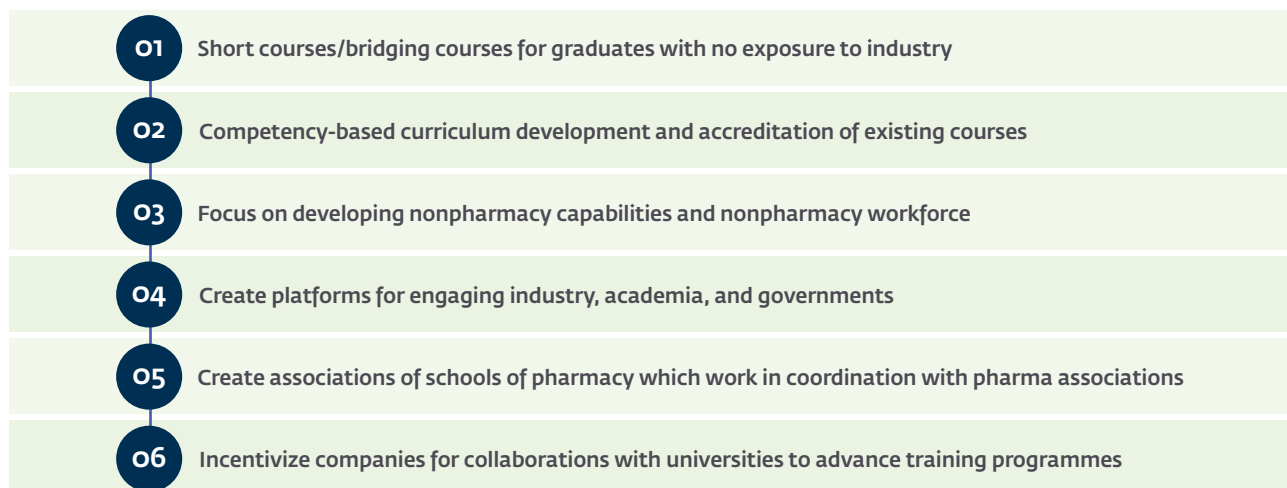 01 Short courses/bridging courses for graduates with no exposure to industry
02 Competency-based curriculum development and accreditation of existing courses
03 Focus on developing nonpharmacy capabilities and nonpharmacy workforce
04 Create platforms for engaging industry, academia, and governments
05 Create associations of schools of pharmacy which work in coordination with pharma associations
06 Incentivize companies for collaborations with universities to advance training programmes